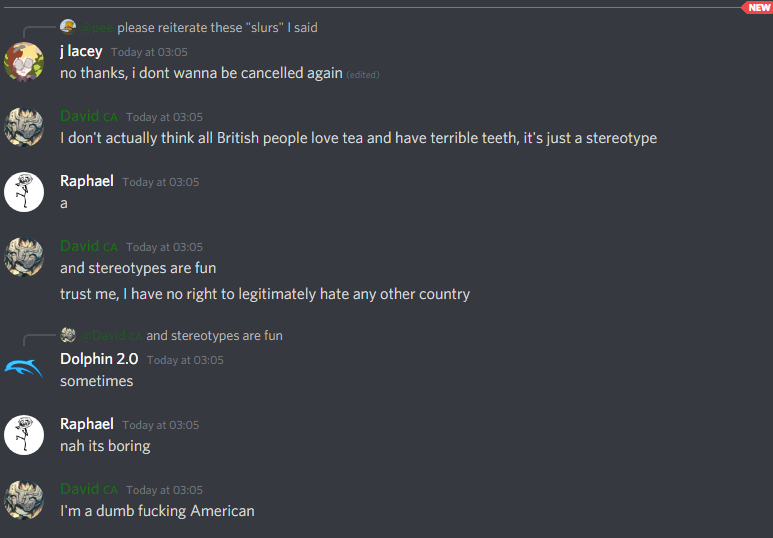 NEW
@pee please reiterate these "slurs" I said
j lacey Today at 03:05
no thanks, i dont wanna be cancelled again (edited)
David CA Today at 03:05
I don't actually think all British people love tea and have terrible teeth, it's just a stereotype
Raphael Today at 03:05
a
David CA Today at 03:05
and stereotypes are fun
trust me, I have no right to legitimately hate any other country
@David CA and stereotypes are fun
Dolphin 2.0 Today at 03:05
sometimes
Raphael Today at 03:05
nah its boring
David CA Today at 03:05
I'm a dumb fucking American